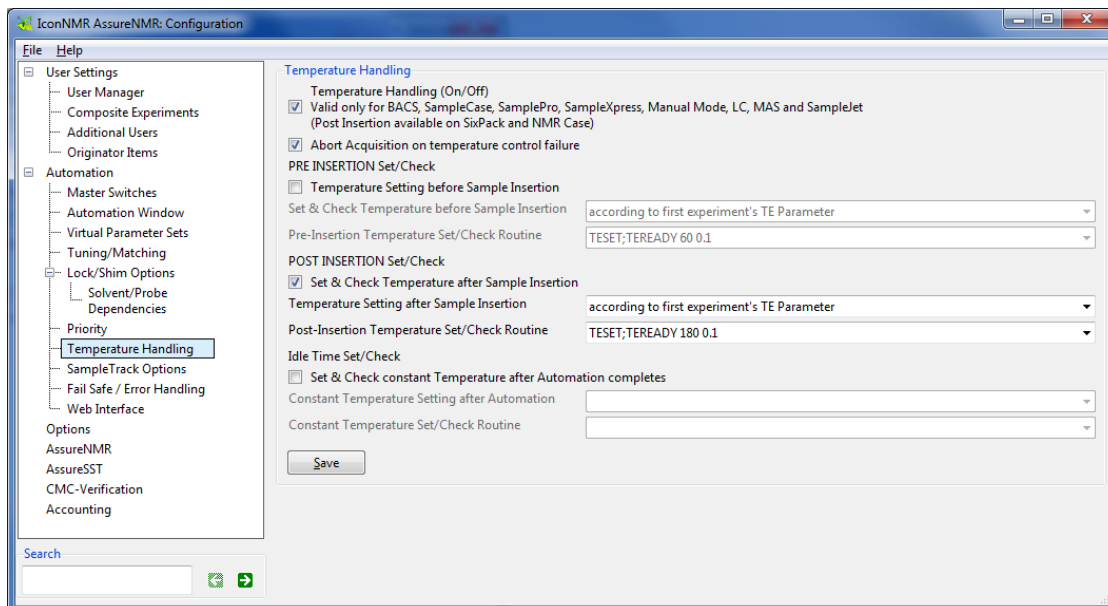 IconNMR AssureNMR: Configuration
File Help
User Settings
User Manager
Composite Experiments
Additional Users
Originator Items
Automation
Master Switches
Automation Window
Virtual Parameter Sets
Tuning/Matching
Lock/Shim Options
Solvent/Probe
Dependencies
Priority
Temperature Handling
SampleTrack Options
Fail Safe / Error Handling
Web Interface
Options
AssureNMR
AssureSST
CMC-Verification
Accounting
Search
Temperature Handling
Temperature Handling (On/Off)
Valid only for BACS, SampleCase, SamplePro, SampleXpress, Manual Mode, LC, MAS and SampleJet
(Post Insertion available on SixPack and NMR Case)
Abort Acquisition on temperature control failure
PRE INSERTION Set/Check
Temperature Setting before Sample Insertion
Set & Check Temperature before Sample Insertion according to first experiment's TE Parameter
Pre-Insertion Temperature Set/Check Routine TESET;TEREADY 60 0.1
POST INSERTION Set/Check
Set & Check Temperature after Sample Insertion
Temperature Setting after Sample Insertion according to first experiment's TE Parameter
Post-Insertion Temperature Set/Check Routine TESET;TEREADY 180 0.1
Idle Time Set/Check
Set & Check constant Temperature after Automation completes
Constant Temperature Setting after Automation
Constant Temperature Set/Check Routine
Save